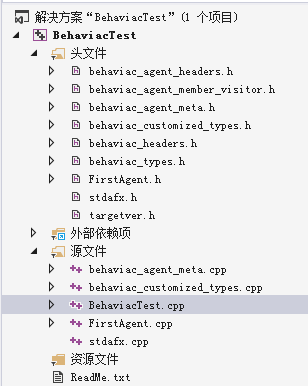 解决方案“BehaviacTest”(1 个项目)
BehaviacTest
头文件
behaviac_agent_headers.h
behaviac_agent_member_visitor.h
behaviac_agent_meta.h
behaviac_customized_types.h
behaviac_headers.h
behaviac_types.h
FirstAgent.h
stdafx.h
targetver.h
外部依赖项
源文件
behaviac_agent_meta.cpp
behaviac_customized_types.cpp
BehaviacTest.cpp
FirstAgent.cpp
stdafx.cpp
资源文件
ReadMe.txt